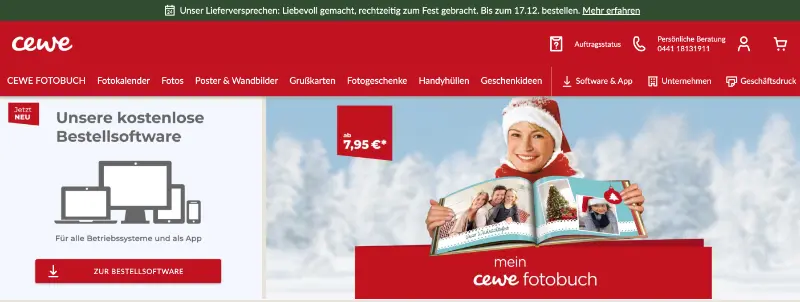 Unser Lieferversprechen: Liebevoll gemacht, rechtzeitig zum Fest gebracht. Bis zum 17.12. bestellen. Mehr erfahren
cewe
Auftragsstatus
Persönliche Beratung
0441 18131911
CEWE FOTOBUCH Fotokalender Fotos Poster & Wandbilder Grußkarten Fotogeschenke Handyhüllen Geschenkideen Software & App Unternehmen Geschäftsdruck
Jetzt
NEU
Unsere kostenlose
Bestellsoftware
Für alle Betriebssysteme und als App
ZUR BESTELLSOFTWARE
ab
7,95 €*
mein
cewe fotobuch